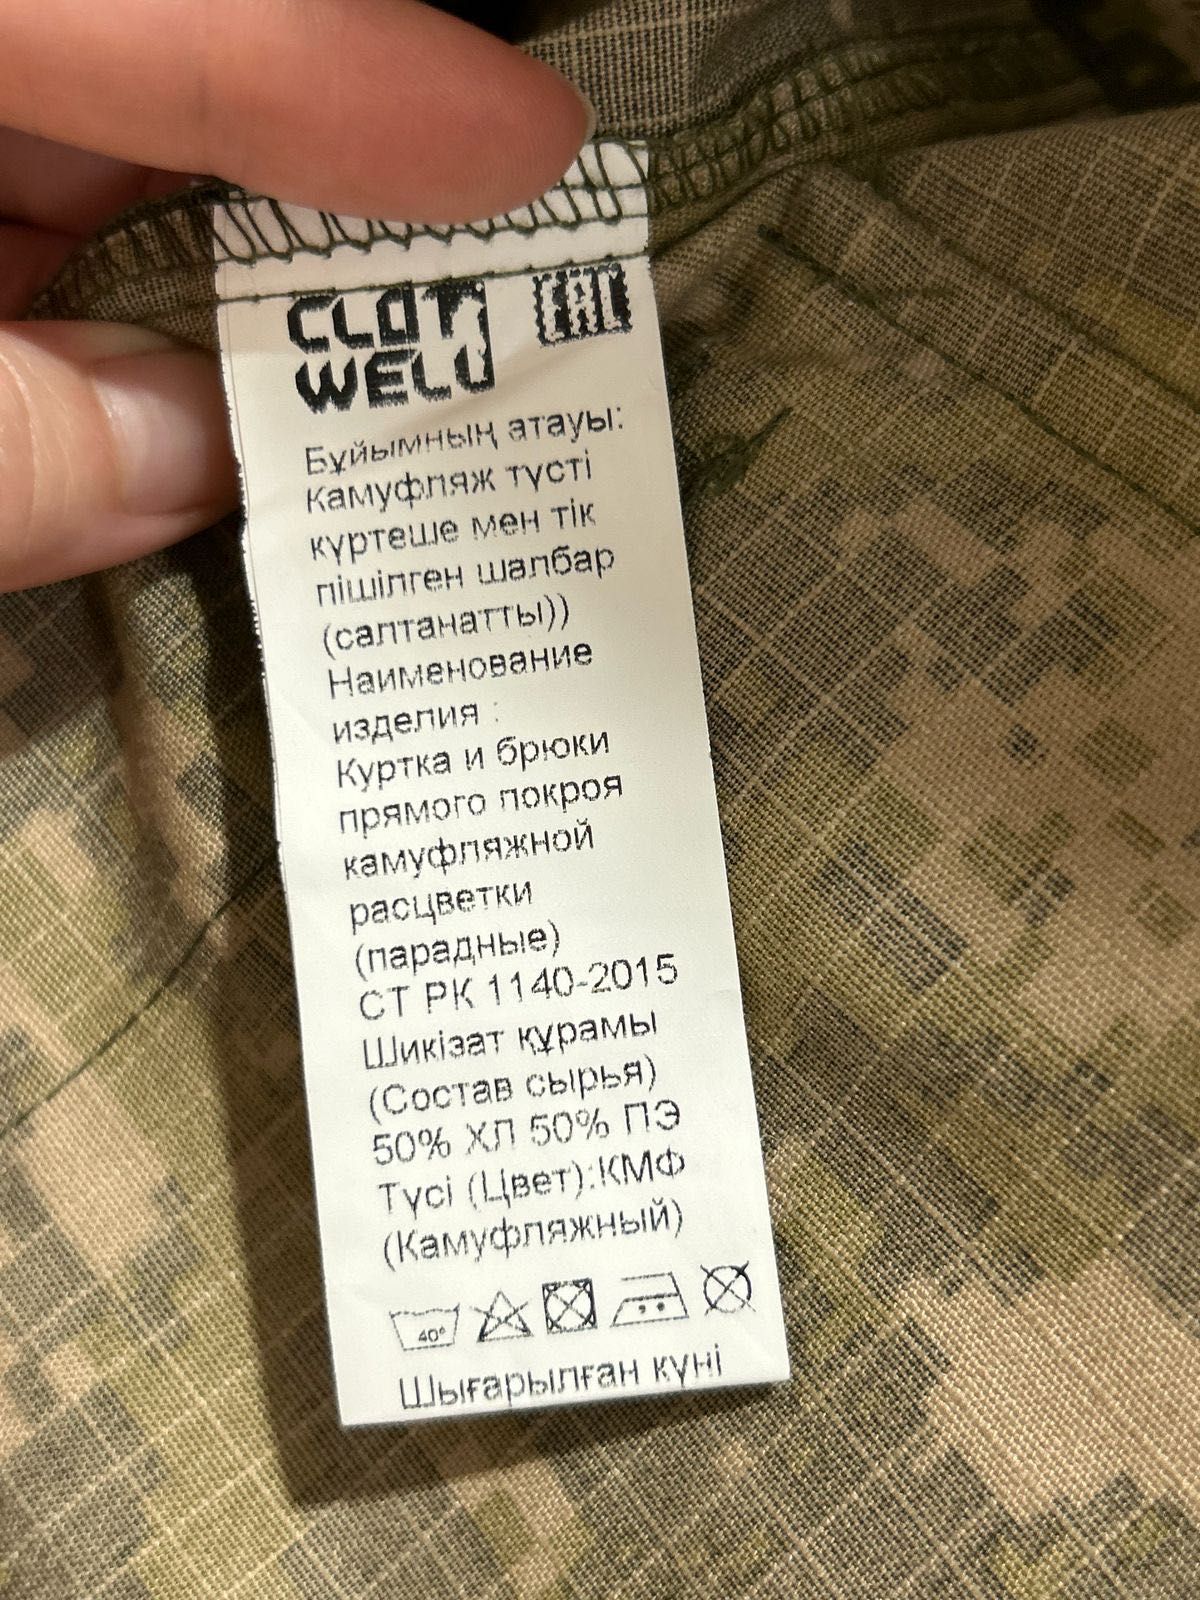 CLOT
WELD
EAC
Бұйымның атауы:
Камуфляж түсті
күртеше мен тік
пішілген шалбар
(салтанатты))
Наименование
изделия :
Куртка и брюки
прямого покроя
камуфляжной
расцветки
(парадные)
СТ РК 1140-2015
Шикізат құрамы
(Состав сырья)
50% ХЛ 50% ПЭ
Түсі (Цвет):КМФ
(Камуфляжный)
40°
Шығарылған күні